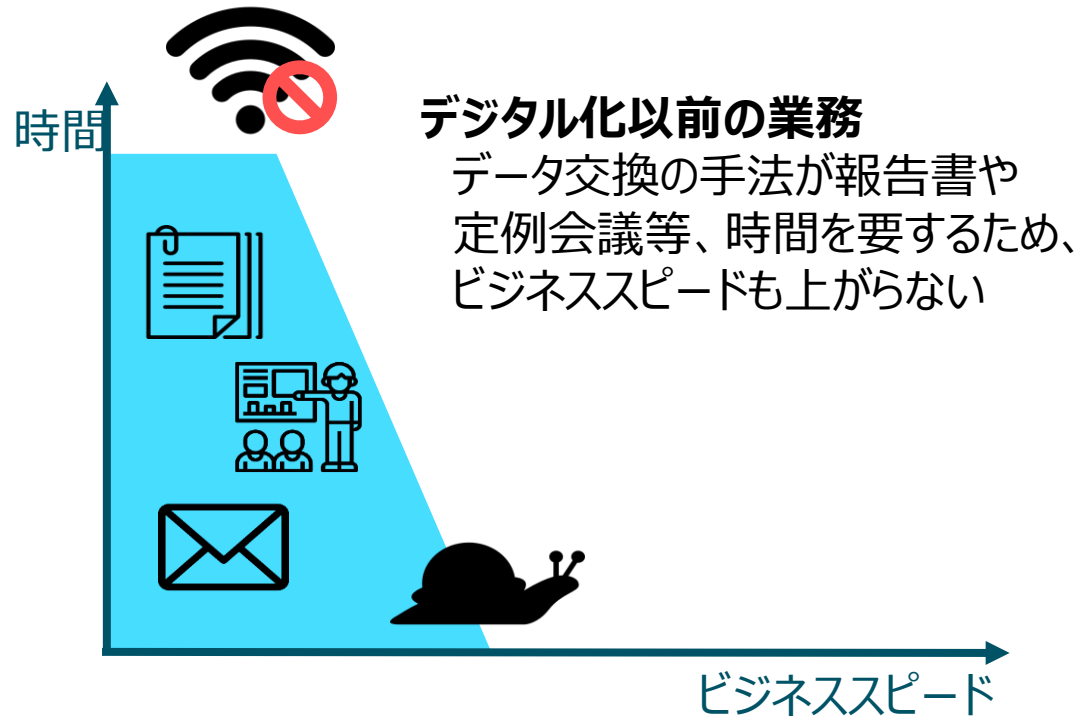 時間
デジタル化以前の業務
データ交換の手法が報告書や
定例会議等、時間を要するため、
ビジネススピードも上がらない
ビジネススピード